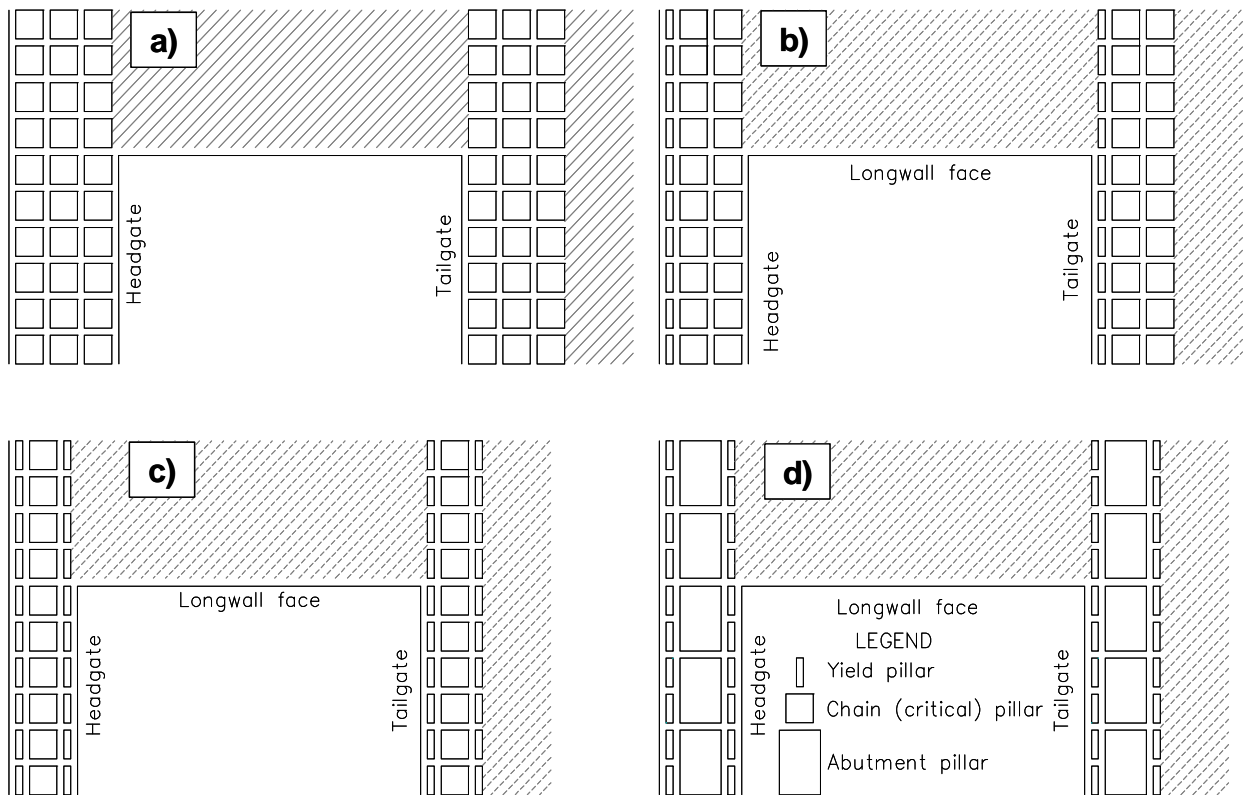 a)
Headgate
Tailgate
b)
Longwall face
Headgate
Tailgate
c)
Longwall face
Headgate
Tailgate
d)
Longwall face
LEGEND
Yield pillar
Chain (critical) pillar
Abutment pillar
Headgate
Tailgate